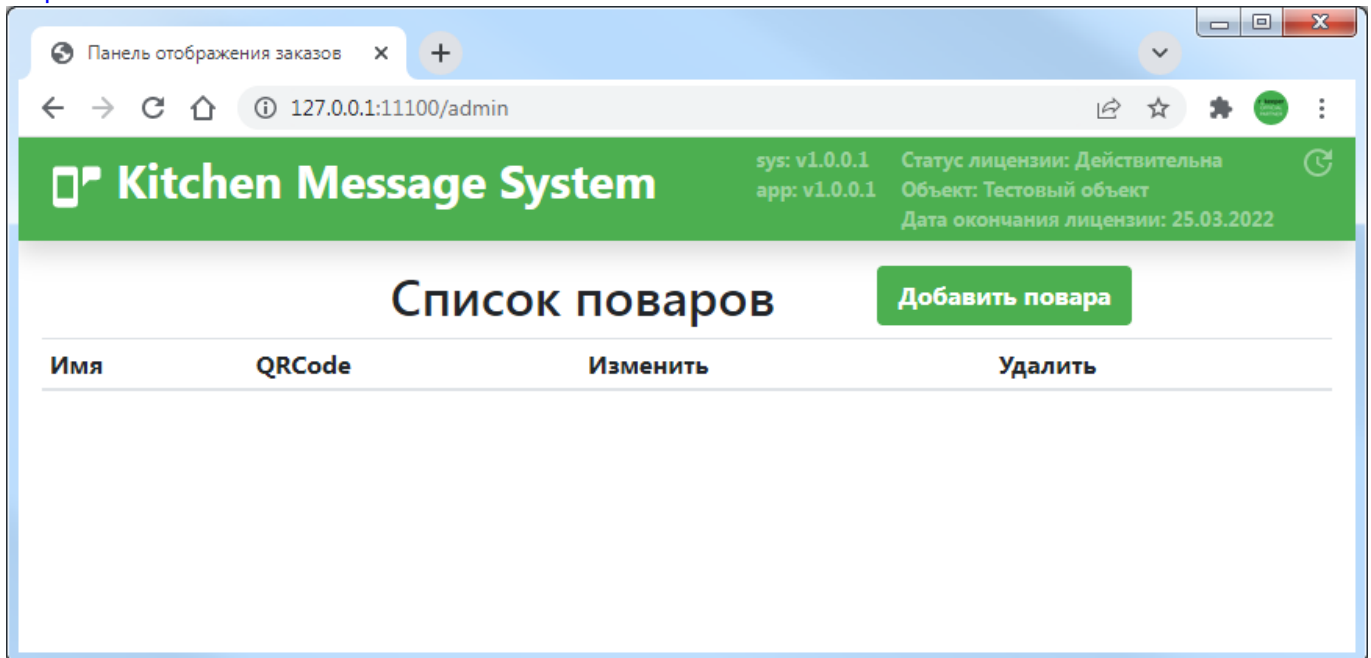 Панель отображения заказов
127.0.0.1:11100/admin
Kitchen Message System
sys: v1.0.0.1
app: v1.0.0.1
Статус лицензии: Действительна
Объект: Тестовый объект
Дата окончания лицензии: 25.03.2022
Список поваров
Добавить повара
Имя QRCode Изменить Удалить